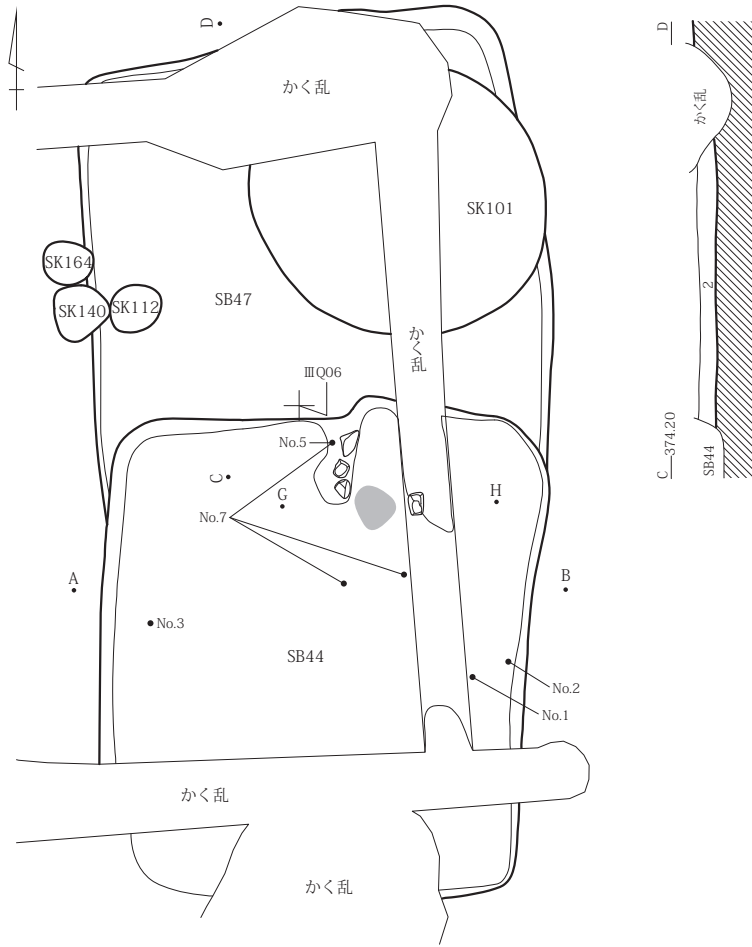 D
かく乱
SK101
SK164
SK140
SK112
SB47
かく乱
ⅢQ06
No.5
C
G
H
No.7
A
B
No.3
SB44
No.2
No.1
かく乱
かく乱
D
かく乱
2
C 374.20
SB44